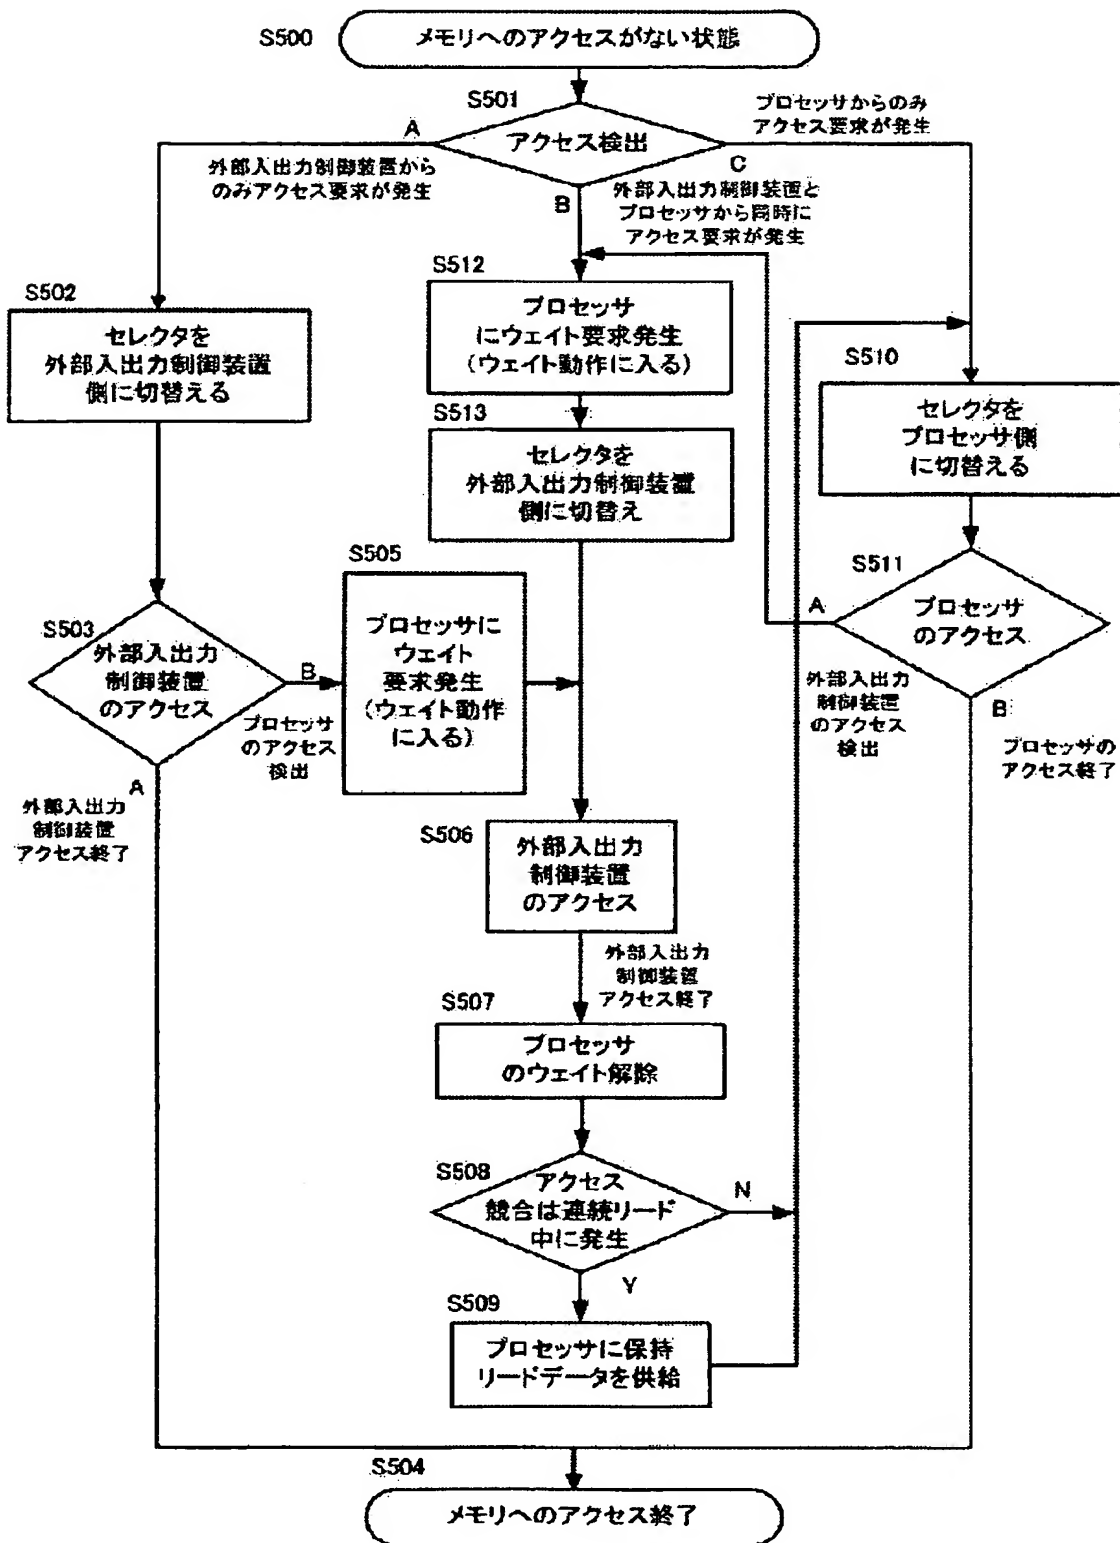 S500
メモリへのアクセスがない状態
S501
アクセス検出
A
外部入出力制御装置から
のみアクセス要求が発生
B
外部入出力制御装置と
プロセッサから同時に
アクセス要求が発生
C
プロセッサからのみ
アクセス要求が発生
S502
セレクタを
外部入出力制御装置
側に切替える
S512
プロセッサ
にウェイト要求発生
(ウェイト動作に入る)
S513
セレクタを
外部入出力制御装置
側に切替え
S510
セレクタを
プロセッサ側
に切替える
S503
外部入出力
制御装置
のアクセス
B
プロセッサ
のアクセス
検出
A
外部入出力
制御装置
アクセス終了
S505
プロセッサに
ウェイト
要求発生
(ウェイト動作
に入る)
S511
プロセッサ
のアクセス
A
外部入出力
制御装置
のアクセス
検出
B
プロセッサの
アクセス終了
S506
外部入出力
制御装置
のアクセス
外部入出力
制御装置
アクセス終了
S507
プロセッサ
のウェイト解除
S508
アクセス
競合は連続リード
中に発生
N
Y
S509
プロセッサに保持
リードデータを供給
S504
メモリへのアクセス終了